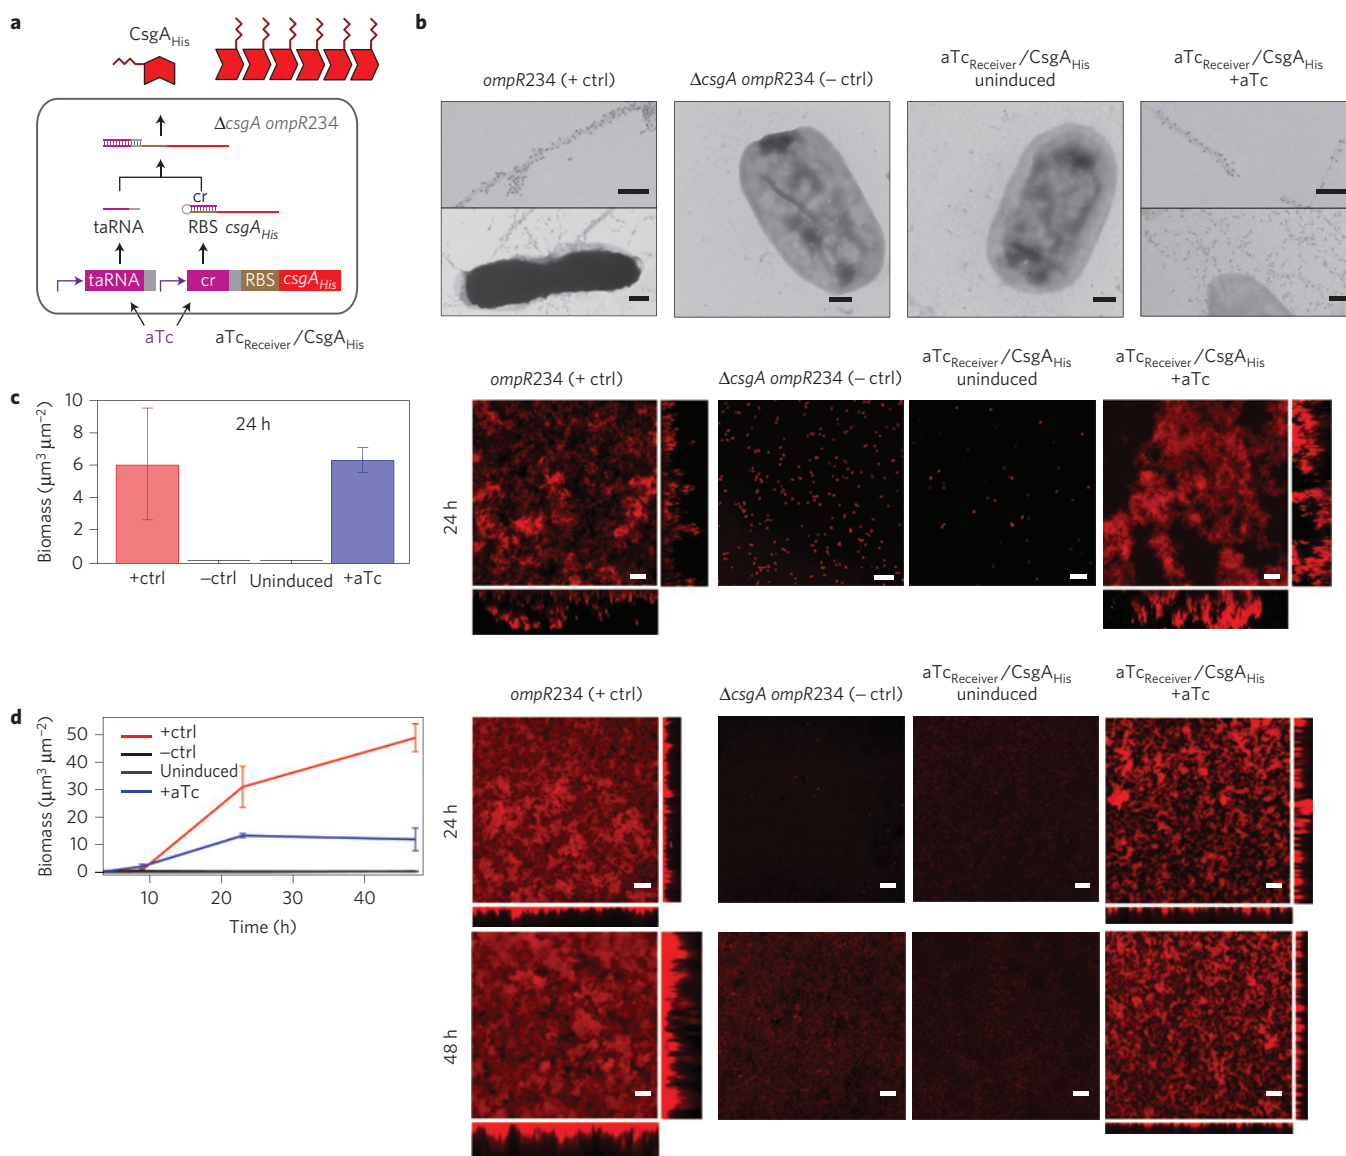 a
CsgA_His
ΔcsgA ompR234
cr
taRNA
RBS csgA_His
taRNA cr RBS csgA_His
aTc
aTc_Receiver/CsgA_His
b
ompR234 (+ ctrl)
ΔcsgA ompR234 (– ctrl)
aTc_Receiver/CsgA_His
uninduced
aTc_Receiver/CsgA_His
+aTc
c
Biomass (μm³ μm⁻²)
10
8
6
4
2
0
24 h
+ctrl
–ctrl
Uninduced
+aTc
ompR234 (+ ctrl)
ΔcsgA ompR234 (– ctrl)
aTc_Receiver/CsgA_His
uninduced
aTc_Receiver/CsgA_His
+aTc
24 h
d
Biomass (μm³ μm⁻²)
50
40
30
20
10
0
+ctrl
–ctrl
Uninduced
+aTc
10 20 30 40
Time (h)
ompR234 (+ ctrl)
ΔcsgA ompR234 (– ctrl)
aTc_Receiver/CsgA_His
uninduced
aTc_Receiver/CsgA_His
+aTc
24 h
48 h